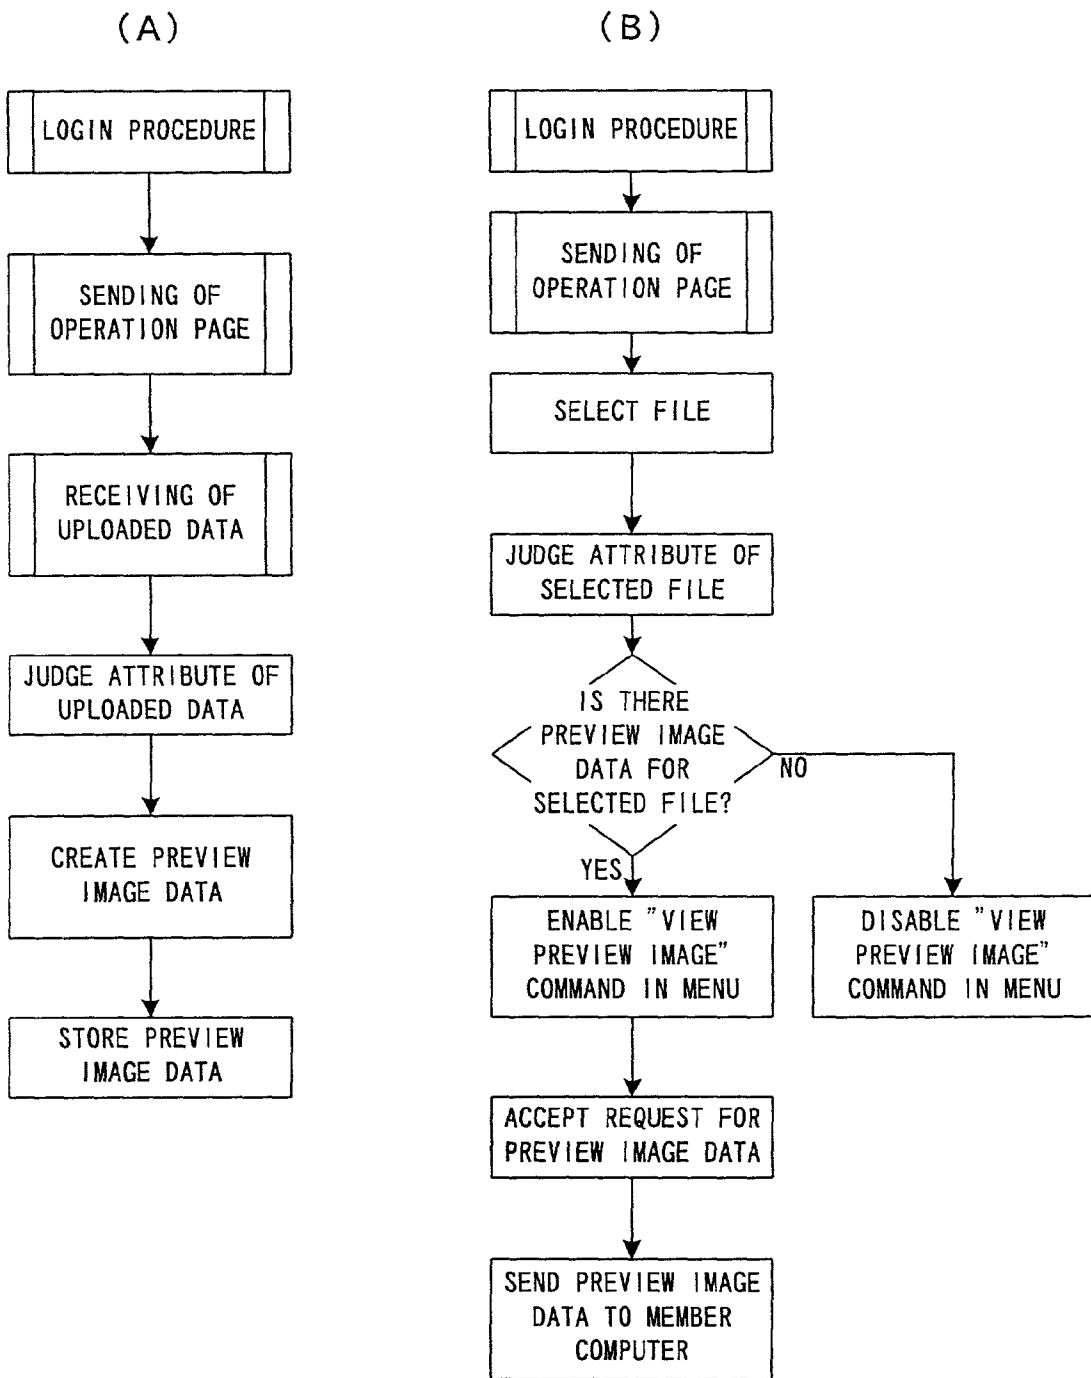 (A)
LOGIN PROCEDURE
SENDING OF
OPERATION PAGE
RECEIVING OF
UPLOADED DATA
JUDGE ATTRIBUTE OF
UPLOADED DATA
CREATE PREVIEW
IMAGE DATA
STORE PREVIEW
IMAGE DATA
(B)
LOGIN PROCEDURE
SENDING OF
OPERATION PAGE
SELECT FILE
JUDGE ATTRIBUTE OF
SELECTED FILE
IS THERE
PREVIEW IMAGE
DATA FOR
SELECTED FILE?
NO
YES
ENABLE "VIEW
PREVIEW IMAGE"
COMMAND IN MENU
DISABLE "VIEW
PREVIEW IMAGE"
COMMAND IN MENU
ACCEPT REQUEST FOR
PREVIEW IMAGE DATA
SEND PREVIEW IMAGE
DATA TO MEMBER
COMPUTER